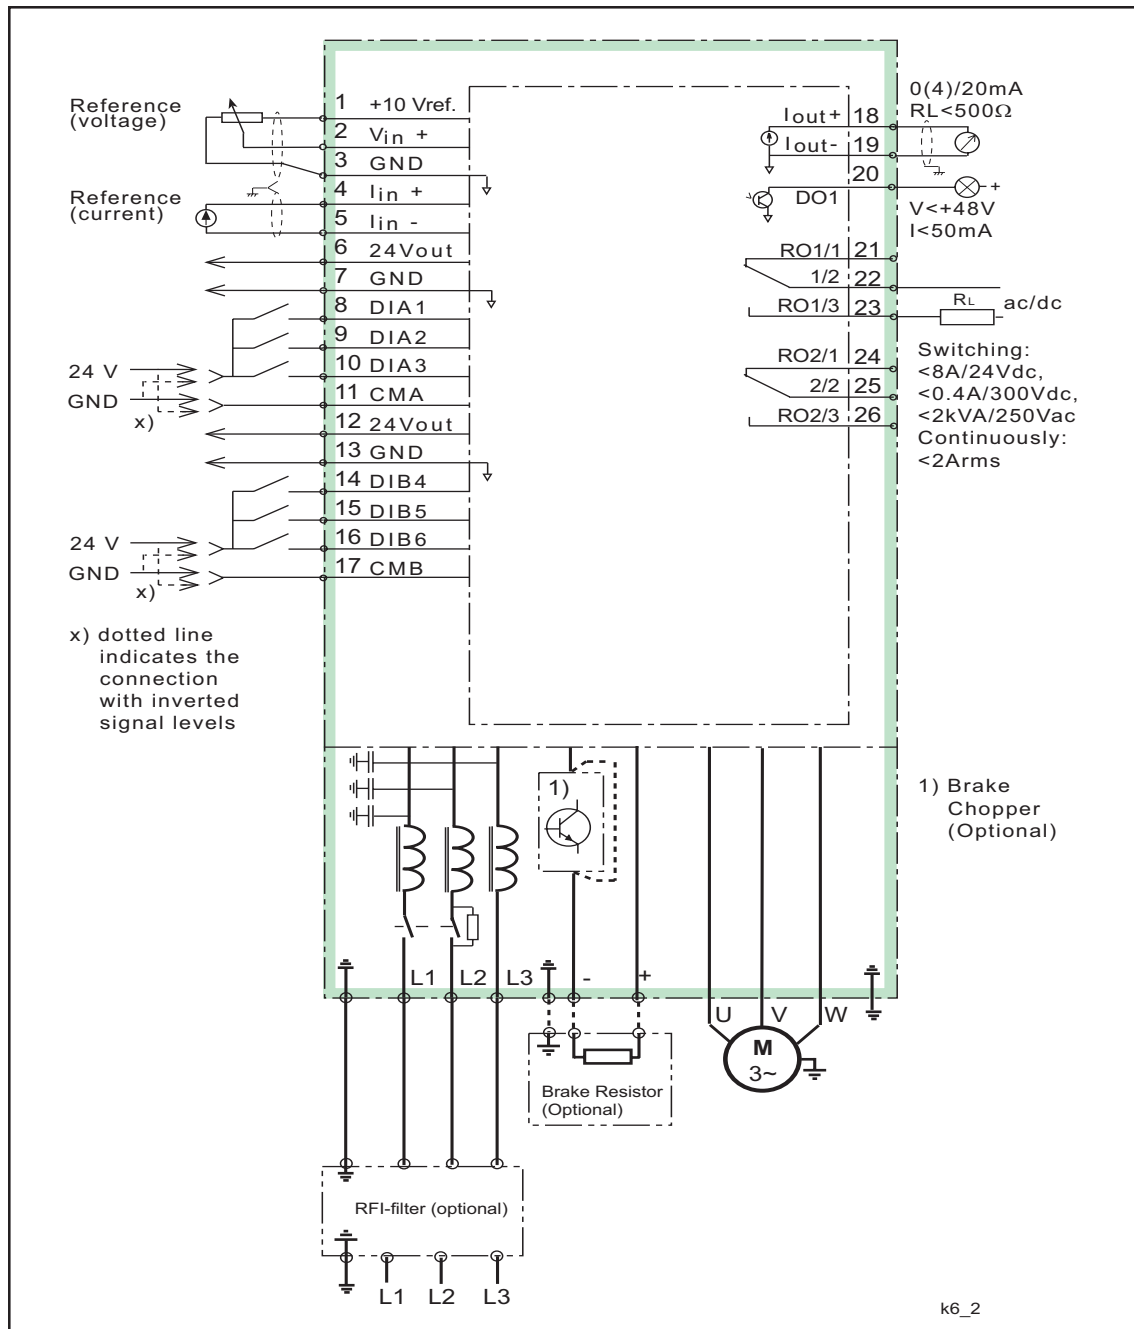 Reference
(voltage)
Reference
(current)
1 +10 Vref.
2 Vin +
3 GND
4 Iin +
5 Iin -
6 24Vout
7 GND
8 DIA1
9 DIA2
10 DIA3
11 CMA
12 24Vout
13 GND
14 DIB4
15 DIB5
16 DIB6
17 CMB
24 V
GND
x)
24 V
GND
x)
x) dotted line
indicates the
connection
with inverted
signal levels
Iout+ 18
Iout- 19
20
DO1
RO1/1 21
1/2 22
RO1/3 23
RO2/1 24
2/2 25
RO2/3 26
0(4)/20mA
RL<500Ω
+
V<+48V
I<50mA
RL
ac/dc
Switching:
<8A/24Vdc,
<0.4A/300Vdc,
<2kVA/250Vac
Continuously:
<2Arms
1)
1) Brake
Chopper
(Optional)
L1 L2 L3 - +
U V W
M
3~
Brake Resistor
(Optional)
RFI-filter (optional)
L1 L2 L3
k6_2